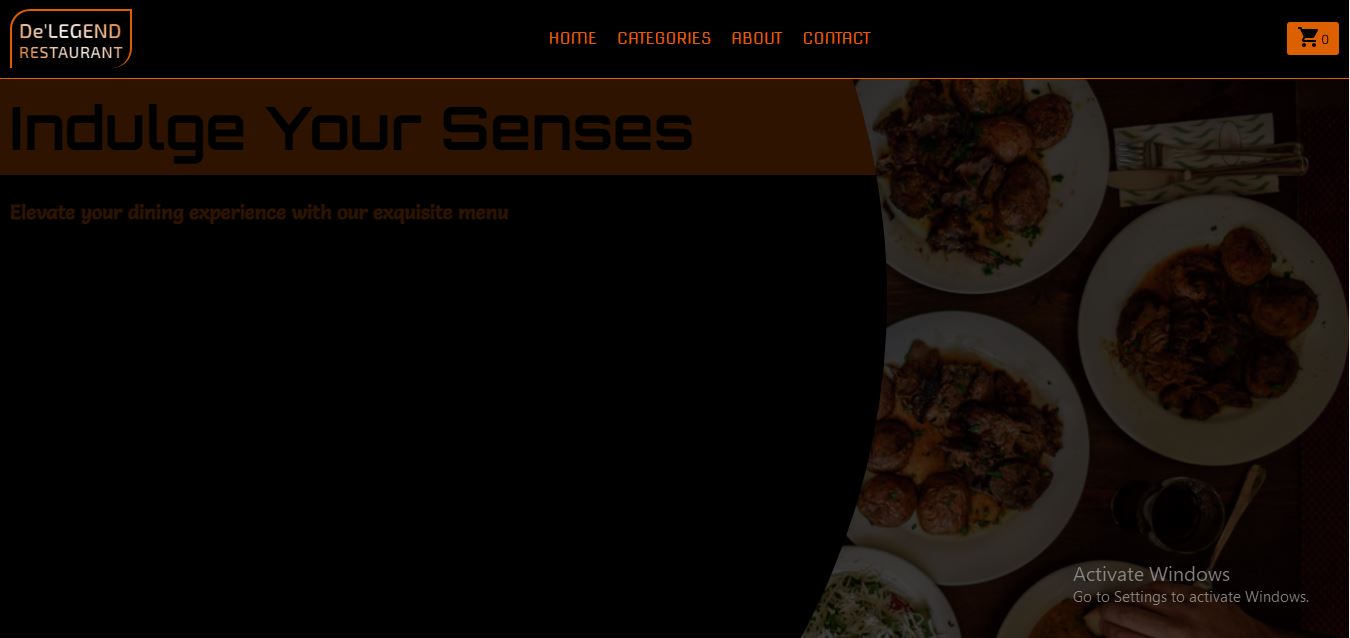 De'LEGEND
RESTAURANT
HOME
CATEGORIES
ABOUT
CONTACT
0
Indulge Your Senses
Elevate your dining experience with our exquisite menu
Activate Windows
Go to Settings to activate Windows.